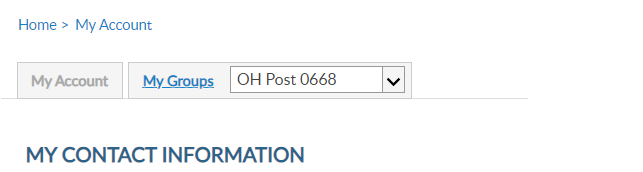 Home > My Account
My Account My Groups OH Post 0668
MY CONTACT INFORMATION